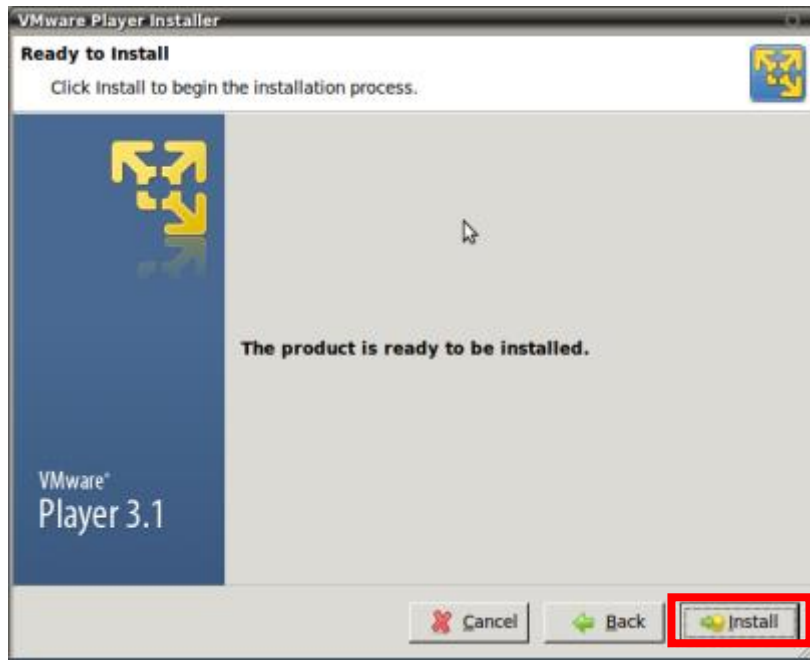 VMware Player Installer
Ready to Install
Click Install to begin the installation process.
The product is ready to be installed.
VMware®
Player 3.1
Cancel
Back
Install